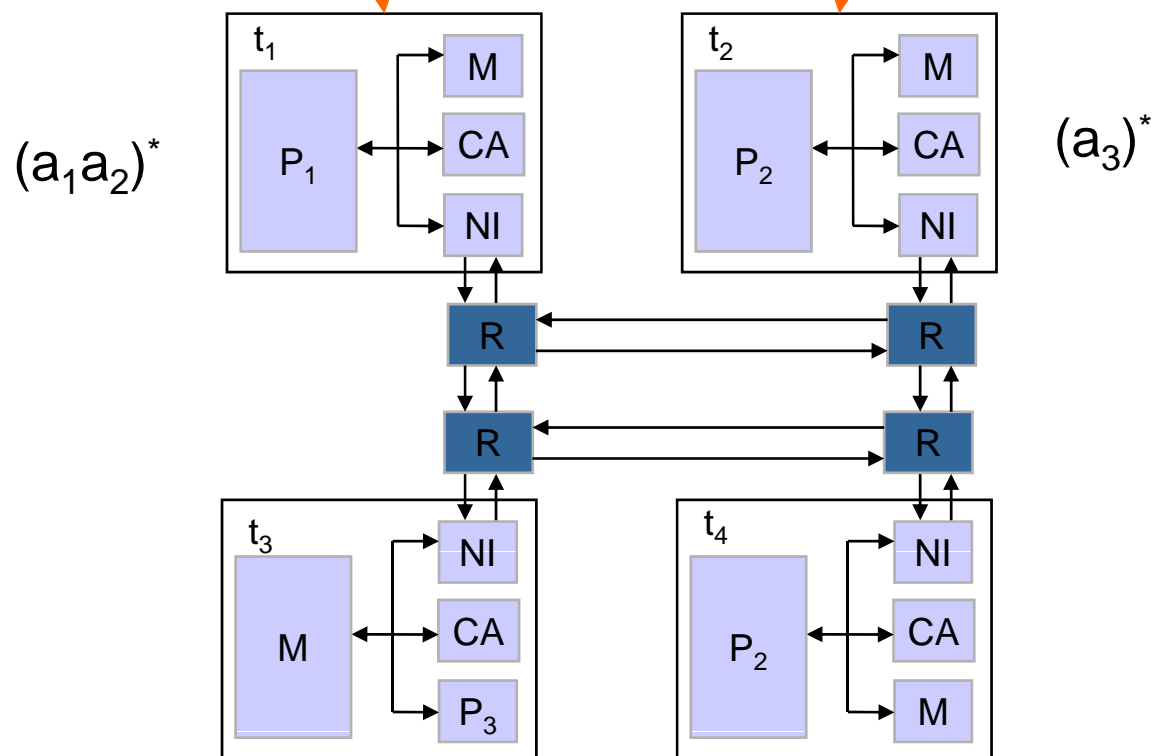 t₁
M
P₁
CA
NI
(a₁a₂)*
t₂
M
P₂
CA
NI
(a₃)*
R
R
R
R
t₃
NI
M
CA
P₃
t₄
NI
P₂
CA
M